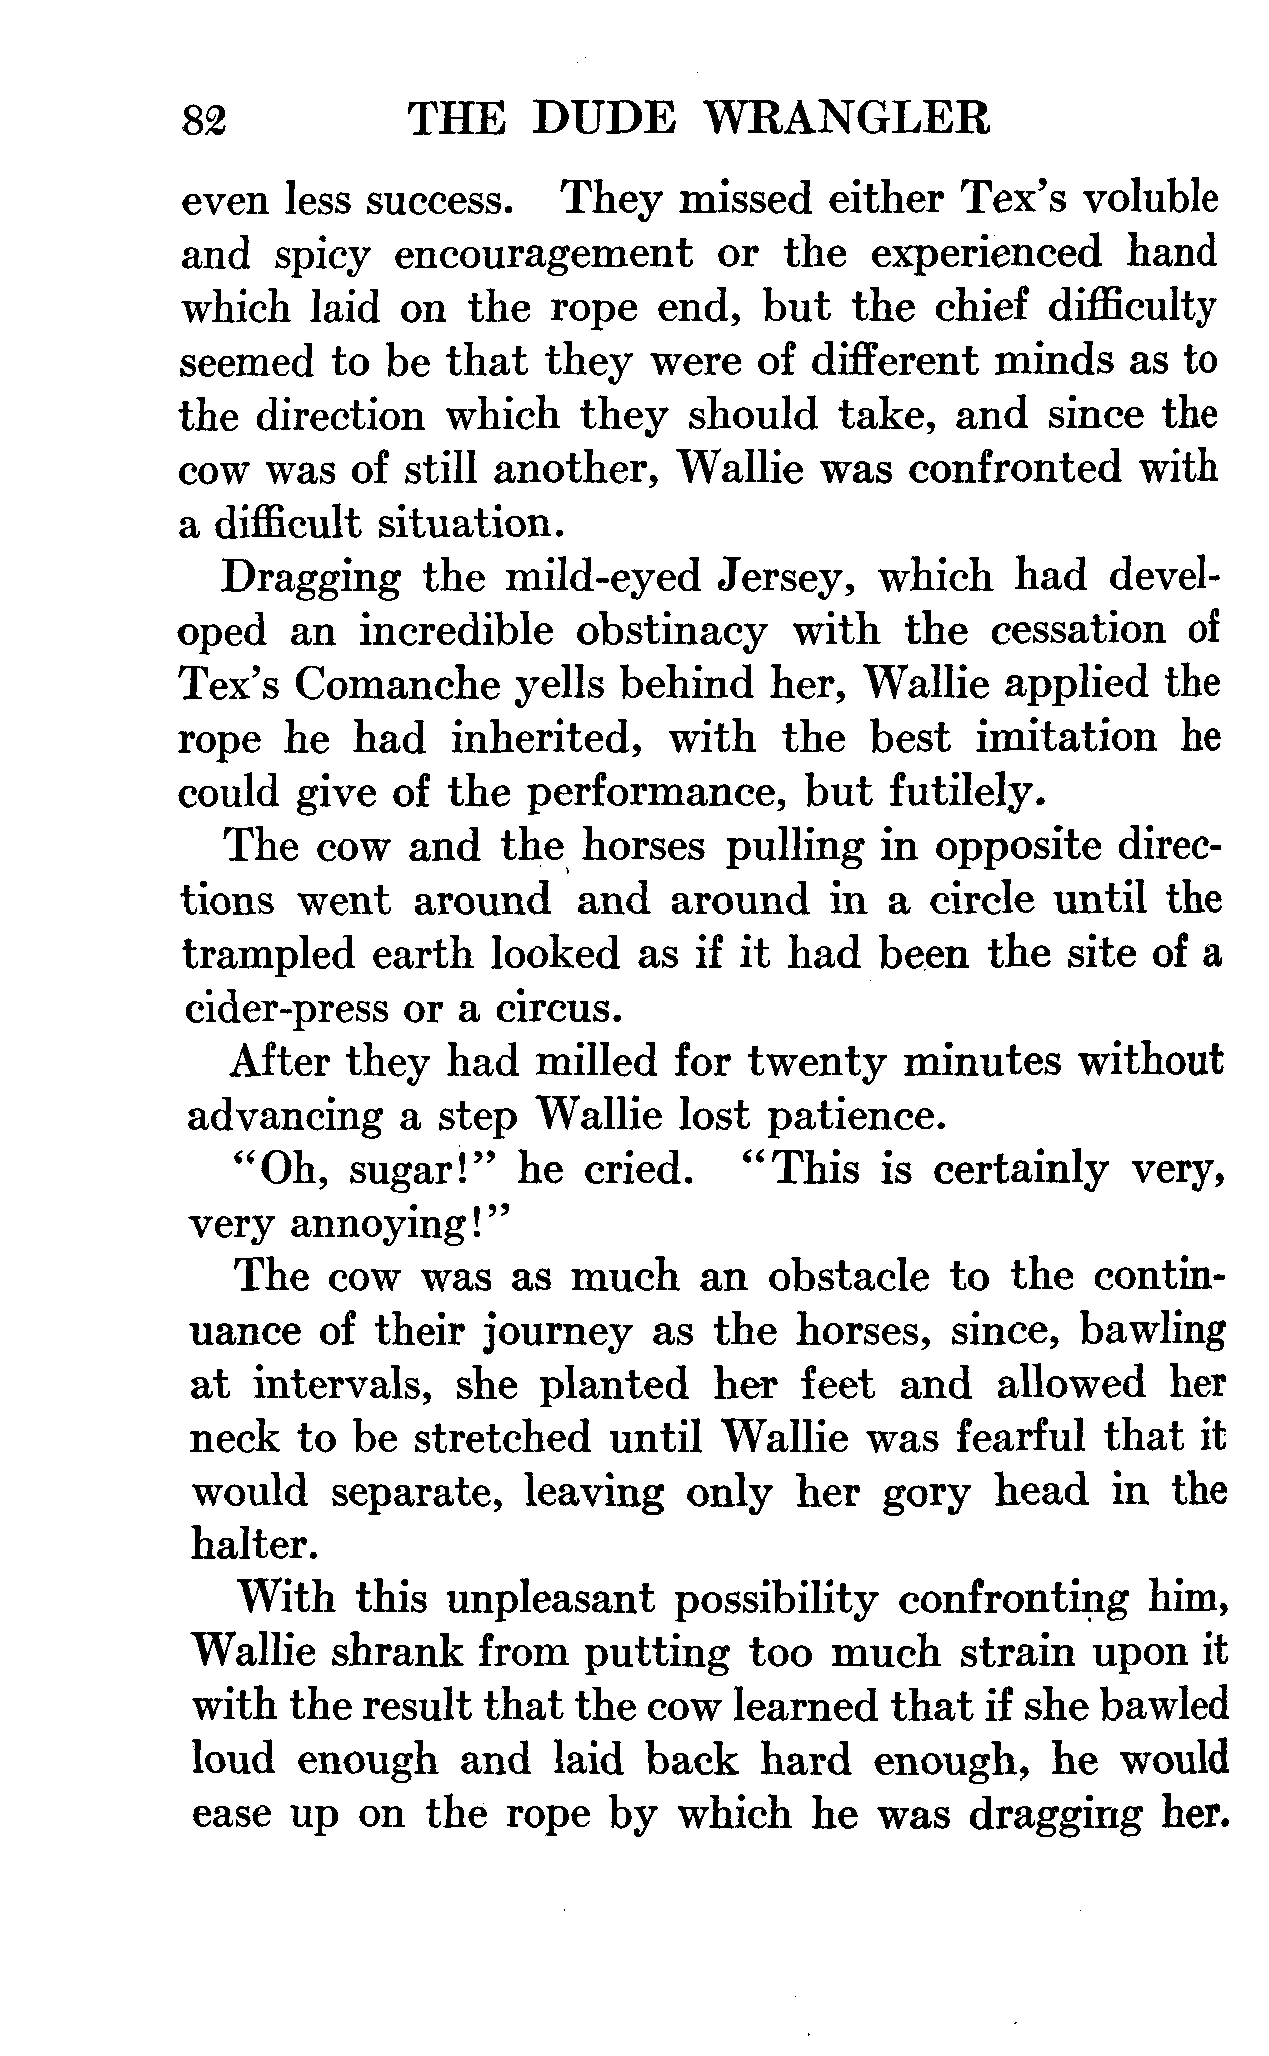 82 THE DUDE WRANGLER
even less success. They missed either Tex's voluble
and spicy encouragement or the experienced hand
which laid on the rope end, but the chief difficulty
seemed to be that they were of different minds as to
the direction which they should take, and since the
cow was of still another, Wallie was confronted with
a difficult situation.
Dragging the mild-eyed Jersey, which had devel-
oped an incredible obstinacy with the cessation of
Tex's Comanche yells behind her, Wallie applied the
rope he had inherited, with the best imitation he
could give of the performance, but futilely.
The cow and the horses pulling in opposite direc-
tions went around and around in a circle until the
trampled earth looked as if it had been the site of a
cider-press or a circus.
After they had milled for twenty minutes without
advancing a step Wallie lost patience.
"Oh, sugar!" he cried. "This is certainly very,
very annoying!"
The cow was as much an obstacle to the contin-
uance of their journey as the horses, since, bawling
at intervals, she planted her feet and allowed her
neck to be stretched until Wallie was fearful that it
would separate, leaving only her gory head in the
halter.
With this unpleasant possibility confronting him,
Wallie shrank from putting too much strain upon it
with the result that the cow learned that if she bawled
loud enough and laid back hard enough, he would
ease up on the rope by which he was dragging her.